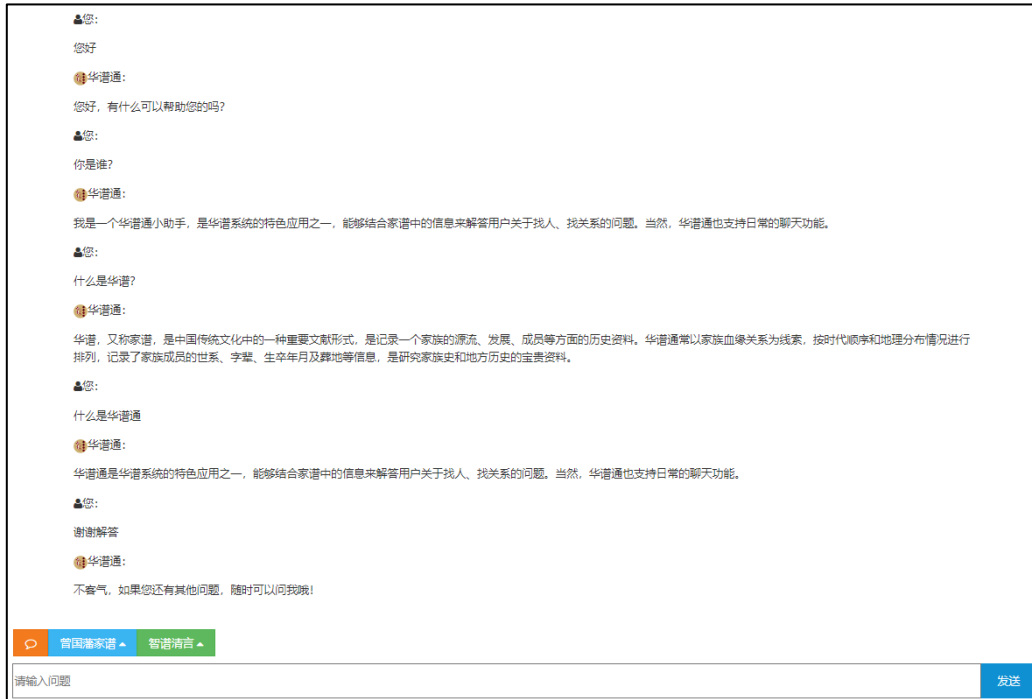 您：
您好
华谱通：
您好，有什么可以帮助您的吗？
您：
你是谁？
华谱通：
我是一个华谱通小助手，是华谱系统的特色应用之一，能够结合家谱中的信息来解答用户关于找人、找关系的问题。当然，华谱通也支持日常的聊天功能。
您：
什么是华谱？
华谱通：
华谱，又称家谱，是中国传统文化中的一种重要文献形式，是记录一个家族的源流、发展、成员等方面的历史资料。华谱通常以家族血缘关系为线索，按时代顺序和地理分布情况进行
排列，记录了家族成员的世系、字辈、生卒年月及葬地等信息，是研究家族史和地方历史的宝贵资料。
您：
什么是华谱通
华谱通：
华谱通是华谱系统的特色应用之一，能够结合家谱中的信息来解答用户关于找人、找关系的问题。当然，华谱通也支持日常的聊天功能。
您：
谢谢解答
华谱通：
不客气，如果您还有其他问题，随时可以问我哦！
曾国藩家谱 智谱清言
请输入问题 发送